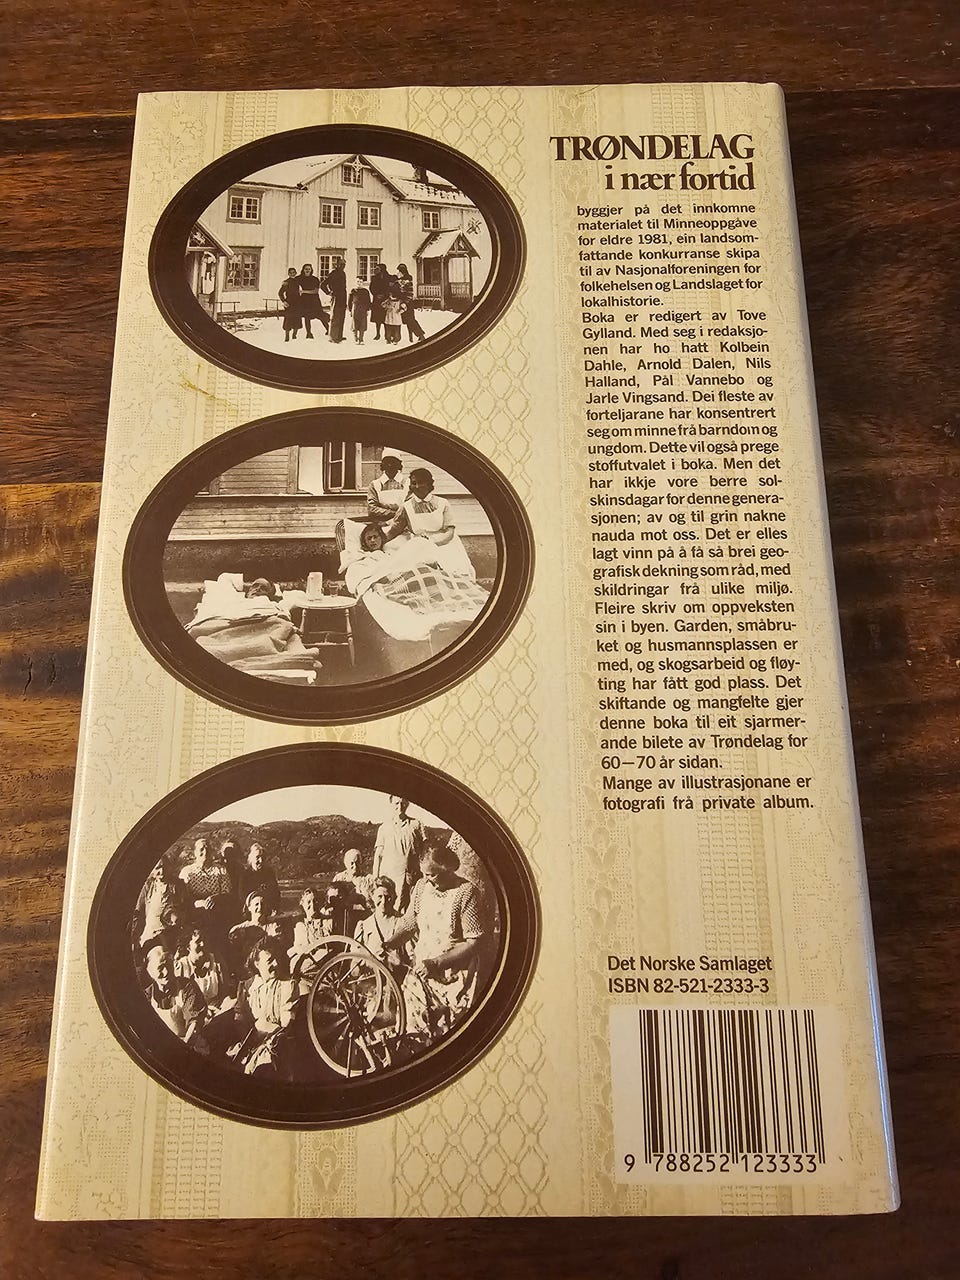 TRØNDELAG
i nær fortid
byggjer på det innkomne
materialet til Minneoppgåve
for eldre 1981, ein landsom-
fattande konkurranse skipa
til av Nasjonalforeningen for
folkehelsen og Landslaget for
lokalhistorie.
Boka er redigert av Tove
Gylland. Med seg i redaksjo-
nen har ho hatt Kolbein
Dahle, Arnold Dalen, Nils
Halland, Pål Vannebo og
Jarle Vingsand. Dei fleste av
forteljarane har konsentrert
seg om minne frå barndom og
ungdom. Dette vil også prege
stoffutvalet i boka. Men det
har ikkje vore berre sol-
skinsdagar for denne genera-
sjonen; av og til grin nakne
nauda mot oss. Det er elles
lagt vinn på å få så brei geo-
grafisk dekning som råd, med
skildringar frå ulike miljø.
Fleire skriv om oppveksten
sin i byen. Garden, småbru-
ket og husmannsplassen er
med, og skogsarbeid og fløy-
ting har fått god plass. Det
skiftande og mangfelte gjer
denne boka til eit sjarmer-
ande bilete av Trøndelag for
60—70 år sidan.
Mange av illustrasjonane er
fotografi frå private album.
Det Norske Samlaget
ISBN 82-521-2333-3
9 788252 123333